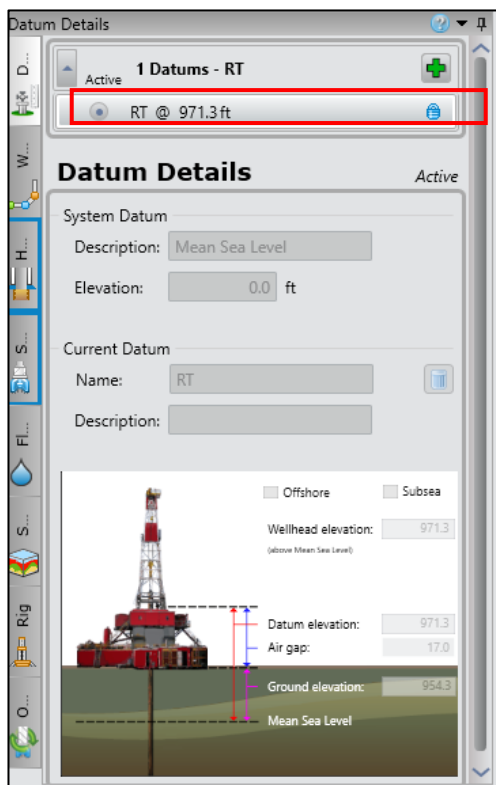 Datum Details
1 Datums - RT
Active
RT @ 971.3 ft
Datum Details
Active
System Datum
Description: Mean Sea Level
Elevation: 0.0 ft
Current Datum
Name: RT
Description:
Offshore Subsea
Wellhead elevation: 971.3
(above Mean Sea Level)
Datum elevation: 971.3
Air gap: 17.0
Ground elevation: 954.3
Mean Sea Level
D...
W...
H...
S...
Fl...
S...
Rig
O...